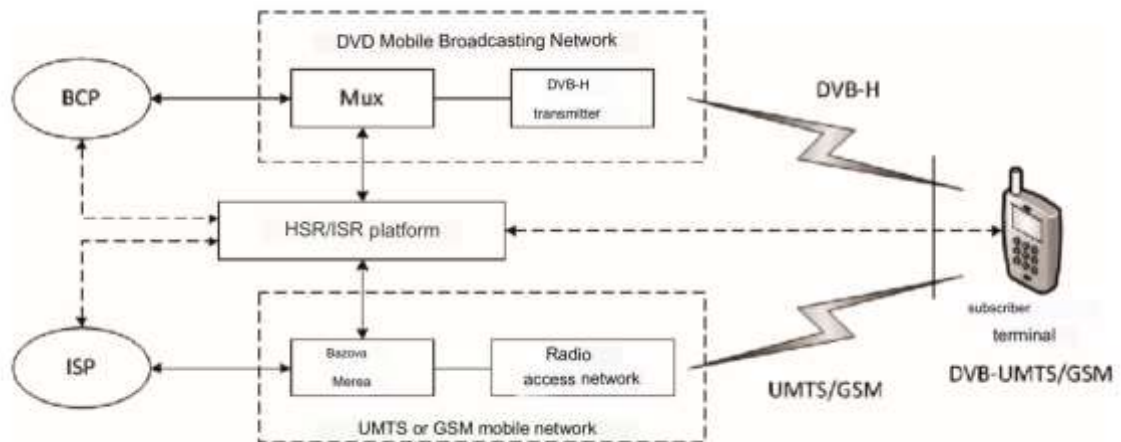 DVD Mobile Broadcasting Network
BCP
Mux
DVB-H
transmitter
DVB-H
HSR/ISR platform
ISP
Bazova
Merea
Radio
access network
UMTS or GSM mobile network
UMTS/GSM
subscriber
terminal
DVB-UMTS/GSM